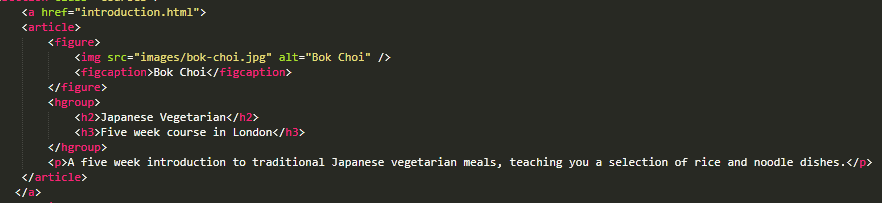 <a href="introduction.html">
<article>
<figure>
<img src="images/bok-choi.jpg" alt="Bok Choi" />
<figcaption>Bok Choi</figcaption>
</figure>
<hgroup>
<h2>Japanese Vegetarian</h2>
<h3>Five week course in London</h3>
</hgroup>
<p>A five week introduction to traditional Japanese vegetarian meals, teaching you a selection of rice and noodle dishes.</p>
</article>
</a>